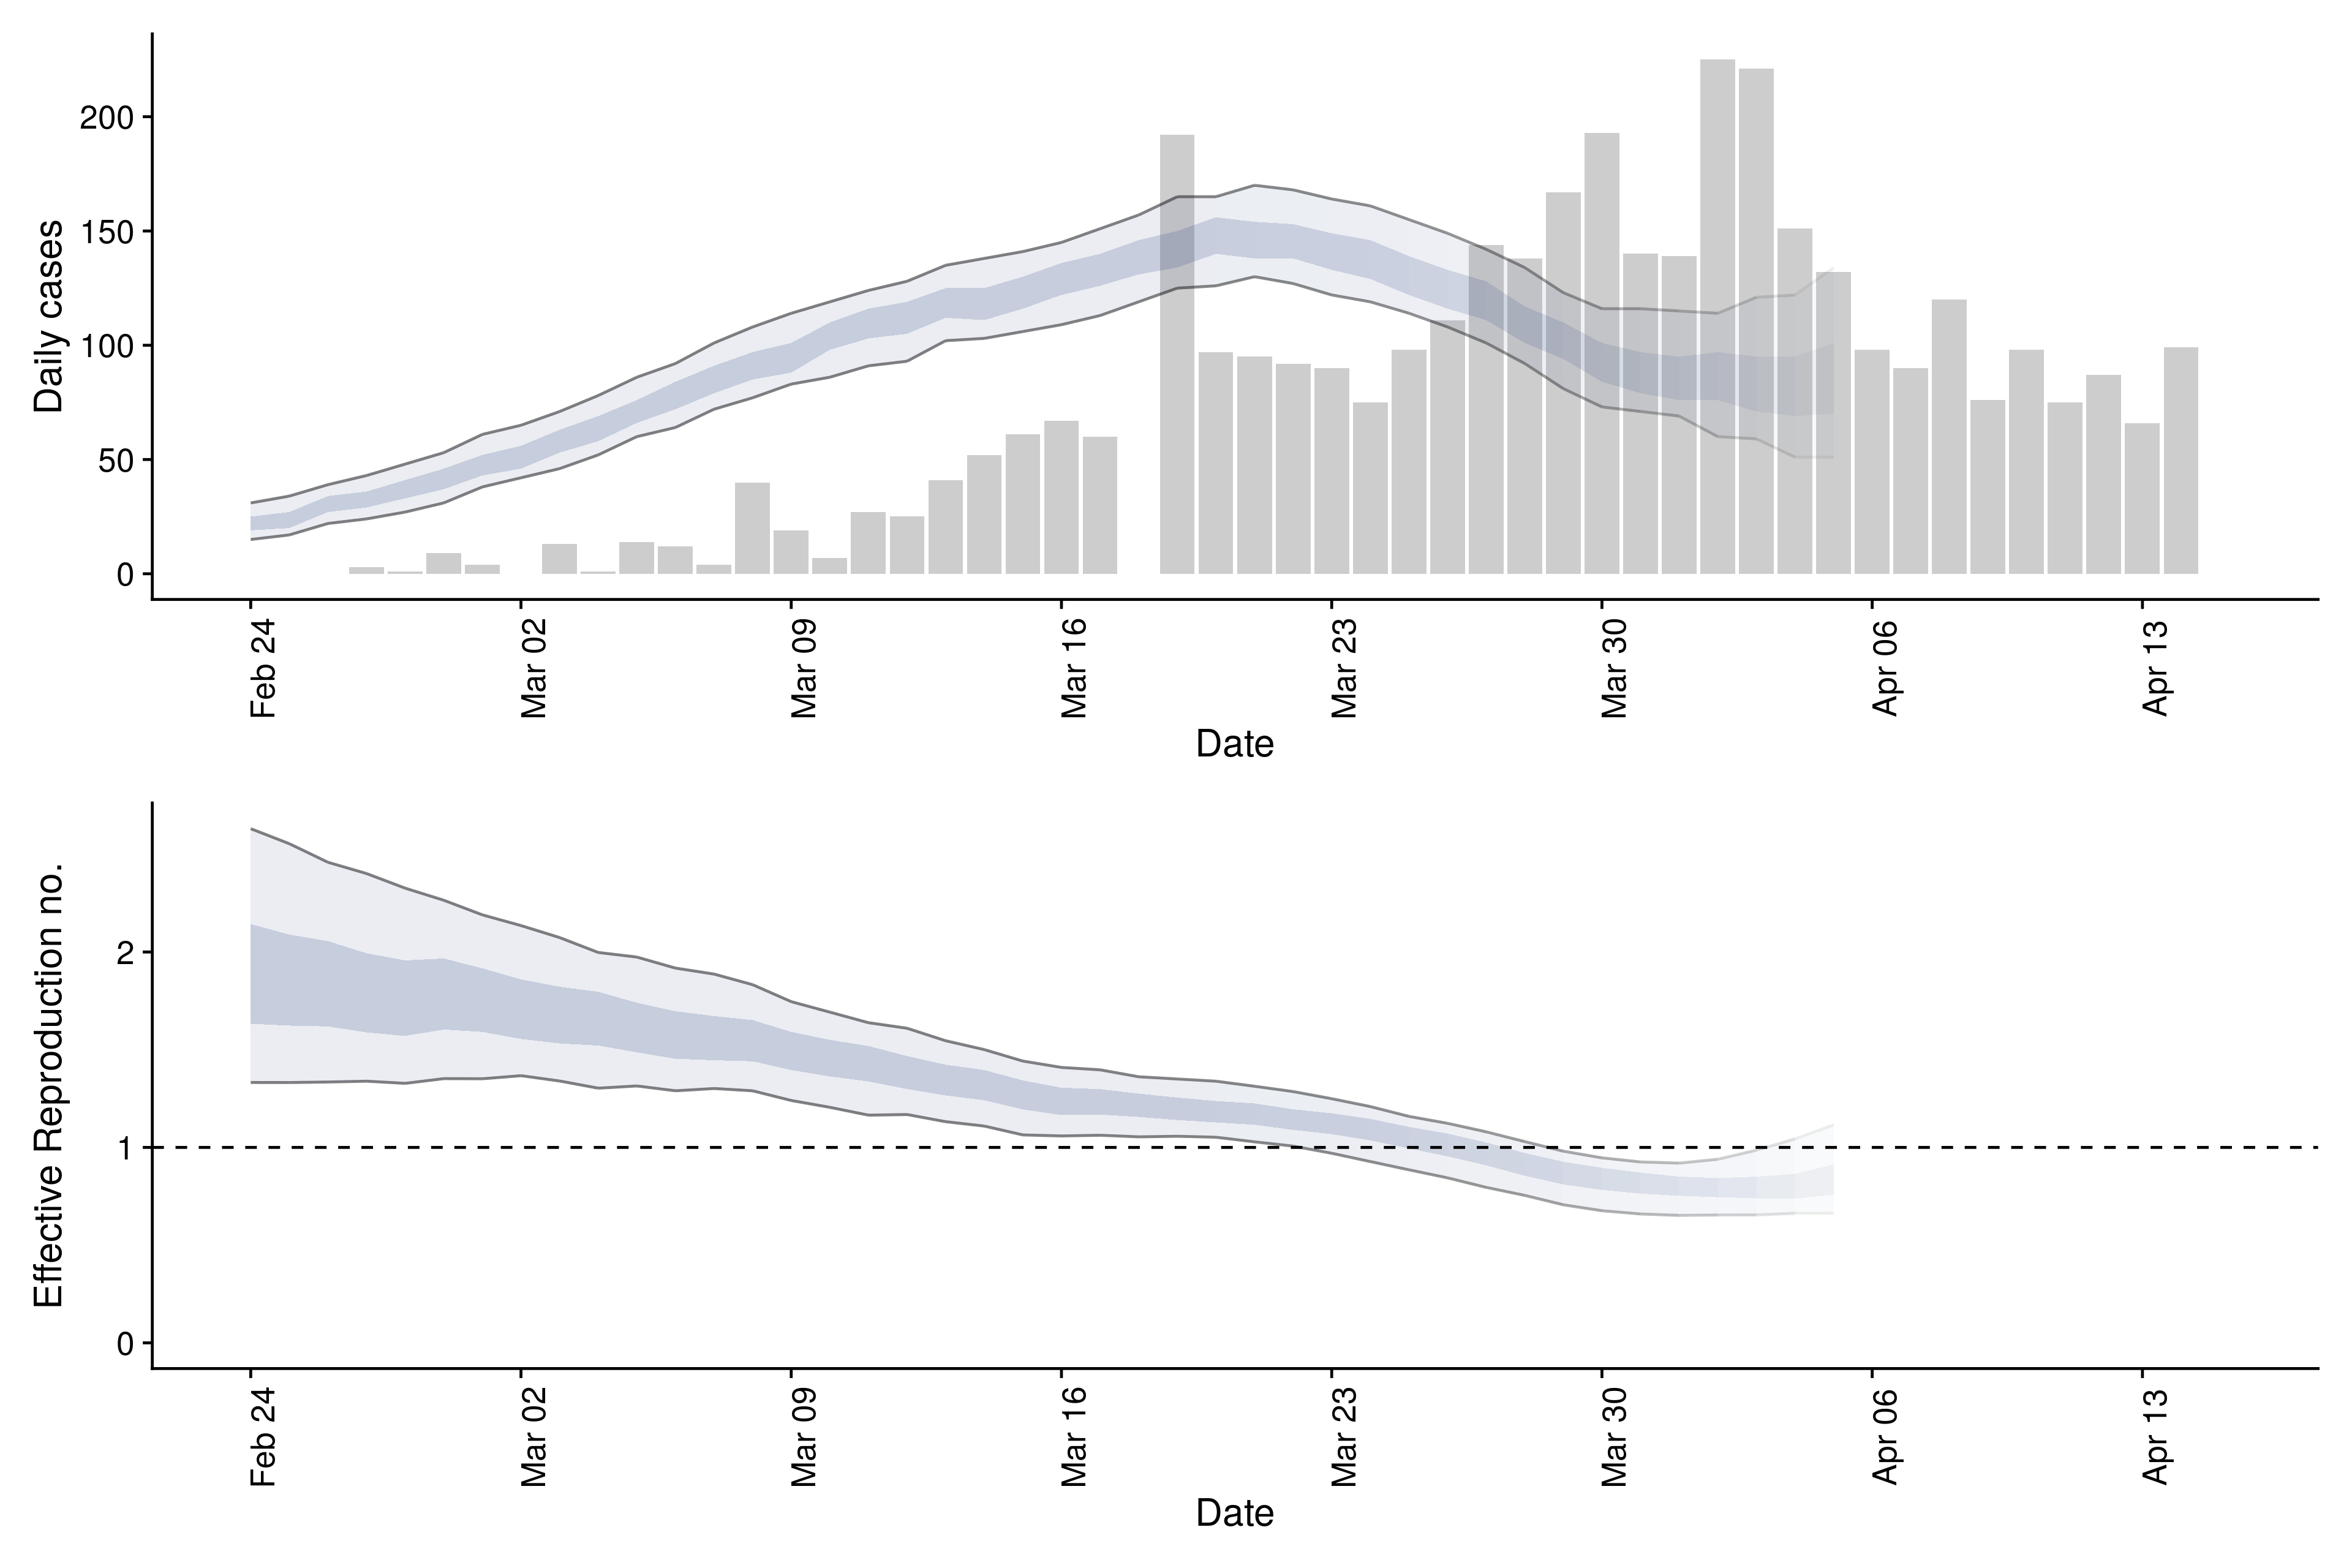 Daily cases
200
150
100
50
0
Feb 24
Mar 02
Mar 09
Mar 16
Mar 23
Mar 30
Apr 06
Apr 13
Date
Effective Reproduction no.
2
1
0
Feb 24
Mar 02
Mar 09
Mar 16
Mar 23
Mar 30
Apr 06
Apr 13
Date